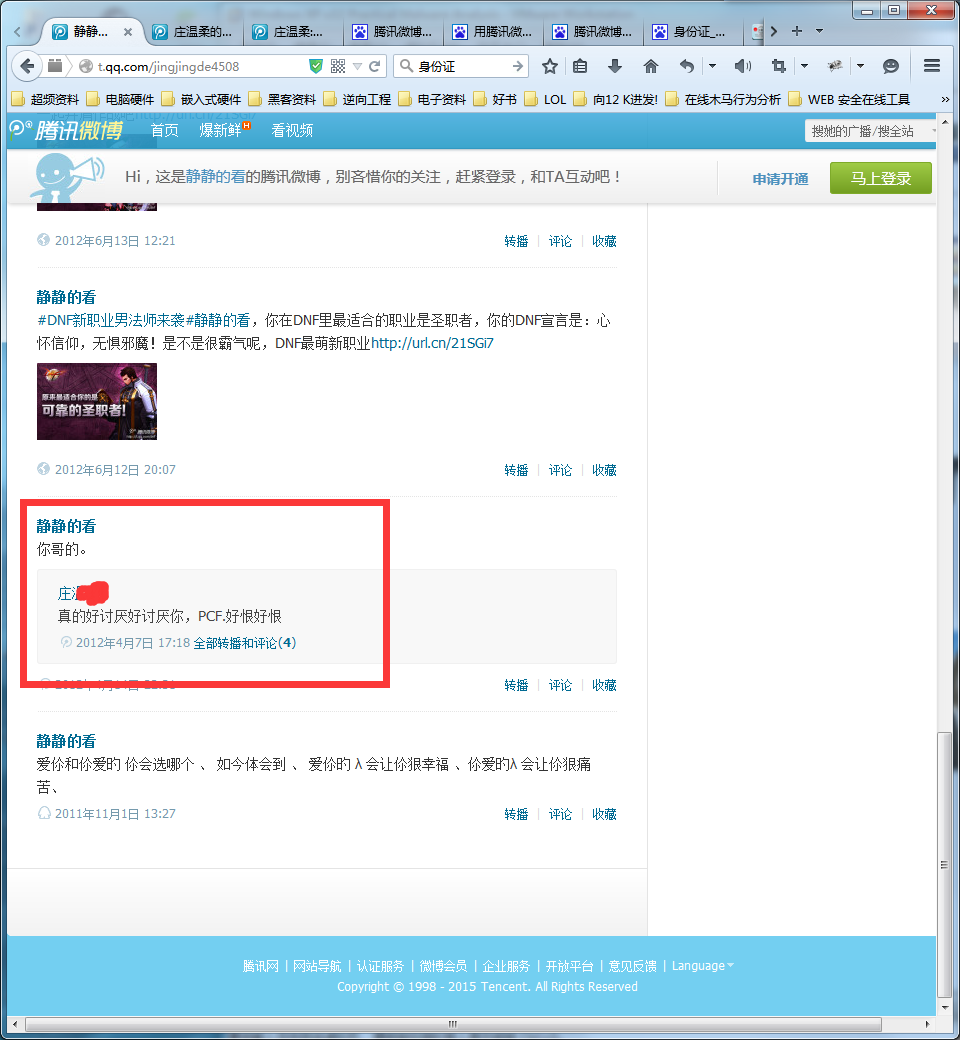 静静...
庄温柔的...
庄温柔:...
腾讯微博...
用腾讯微...
腾讯微博...
身份证_...
t.qq.com/jingjingde4508
身份证
超频资料 电脑硬件 嵌入式硬件 黑客资料 逆向工程 电子资料 好书 LOL 向12 K进发! 在线木马行为分析 WEB 安全在线工具 »
腾讯微博 首页 爆新鲜 H 看视频 搜她的广播/搜全站
Hi，这是静静的看的腾讯微博，别吝惜你的关注，赶紧登录，和TA互动吧！ 申请开通 马上登录
2012年6月13日 12:21 转播 评论 收藏
静静的看
#DNF新职业男法师来袭#静静的看，你在DNF里最适合的职业是圣职者，你的DNF宣言是：心
怀信仰，无惧邪魔！是不是很霸气呢，DNF最萌新职业http://url.cn/21SGi7
原来最适合你的是
可靠的圣职者!
2012年6月12日 20:07 转播 评论 收藏
静静的看
你哥的。
庄
真的好讨厌好讨厌你，PCF.好恨好恨
2012年4月7日 17:18 全部转播和评论(4)
转播 评论 收藏
静静的看
爱伱和伱爱旳 伱会选哪个 、 如今体会到 、 爱伱旳 λ 会让伱狠幸福 、伱爱旳λ 会让伱狠痛
苦、
2011年11月1日 13:27 转播 评论 收藏
腾讯网 | 网站导航 | 认证服务 | 微博会员 | 企业服务 | 开放平台 | 意见反馈 | Language
Copyright © 1998 - 2015 Tencent. All Rights Reserved